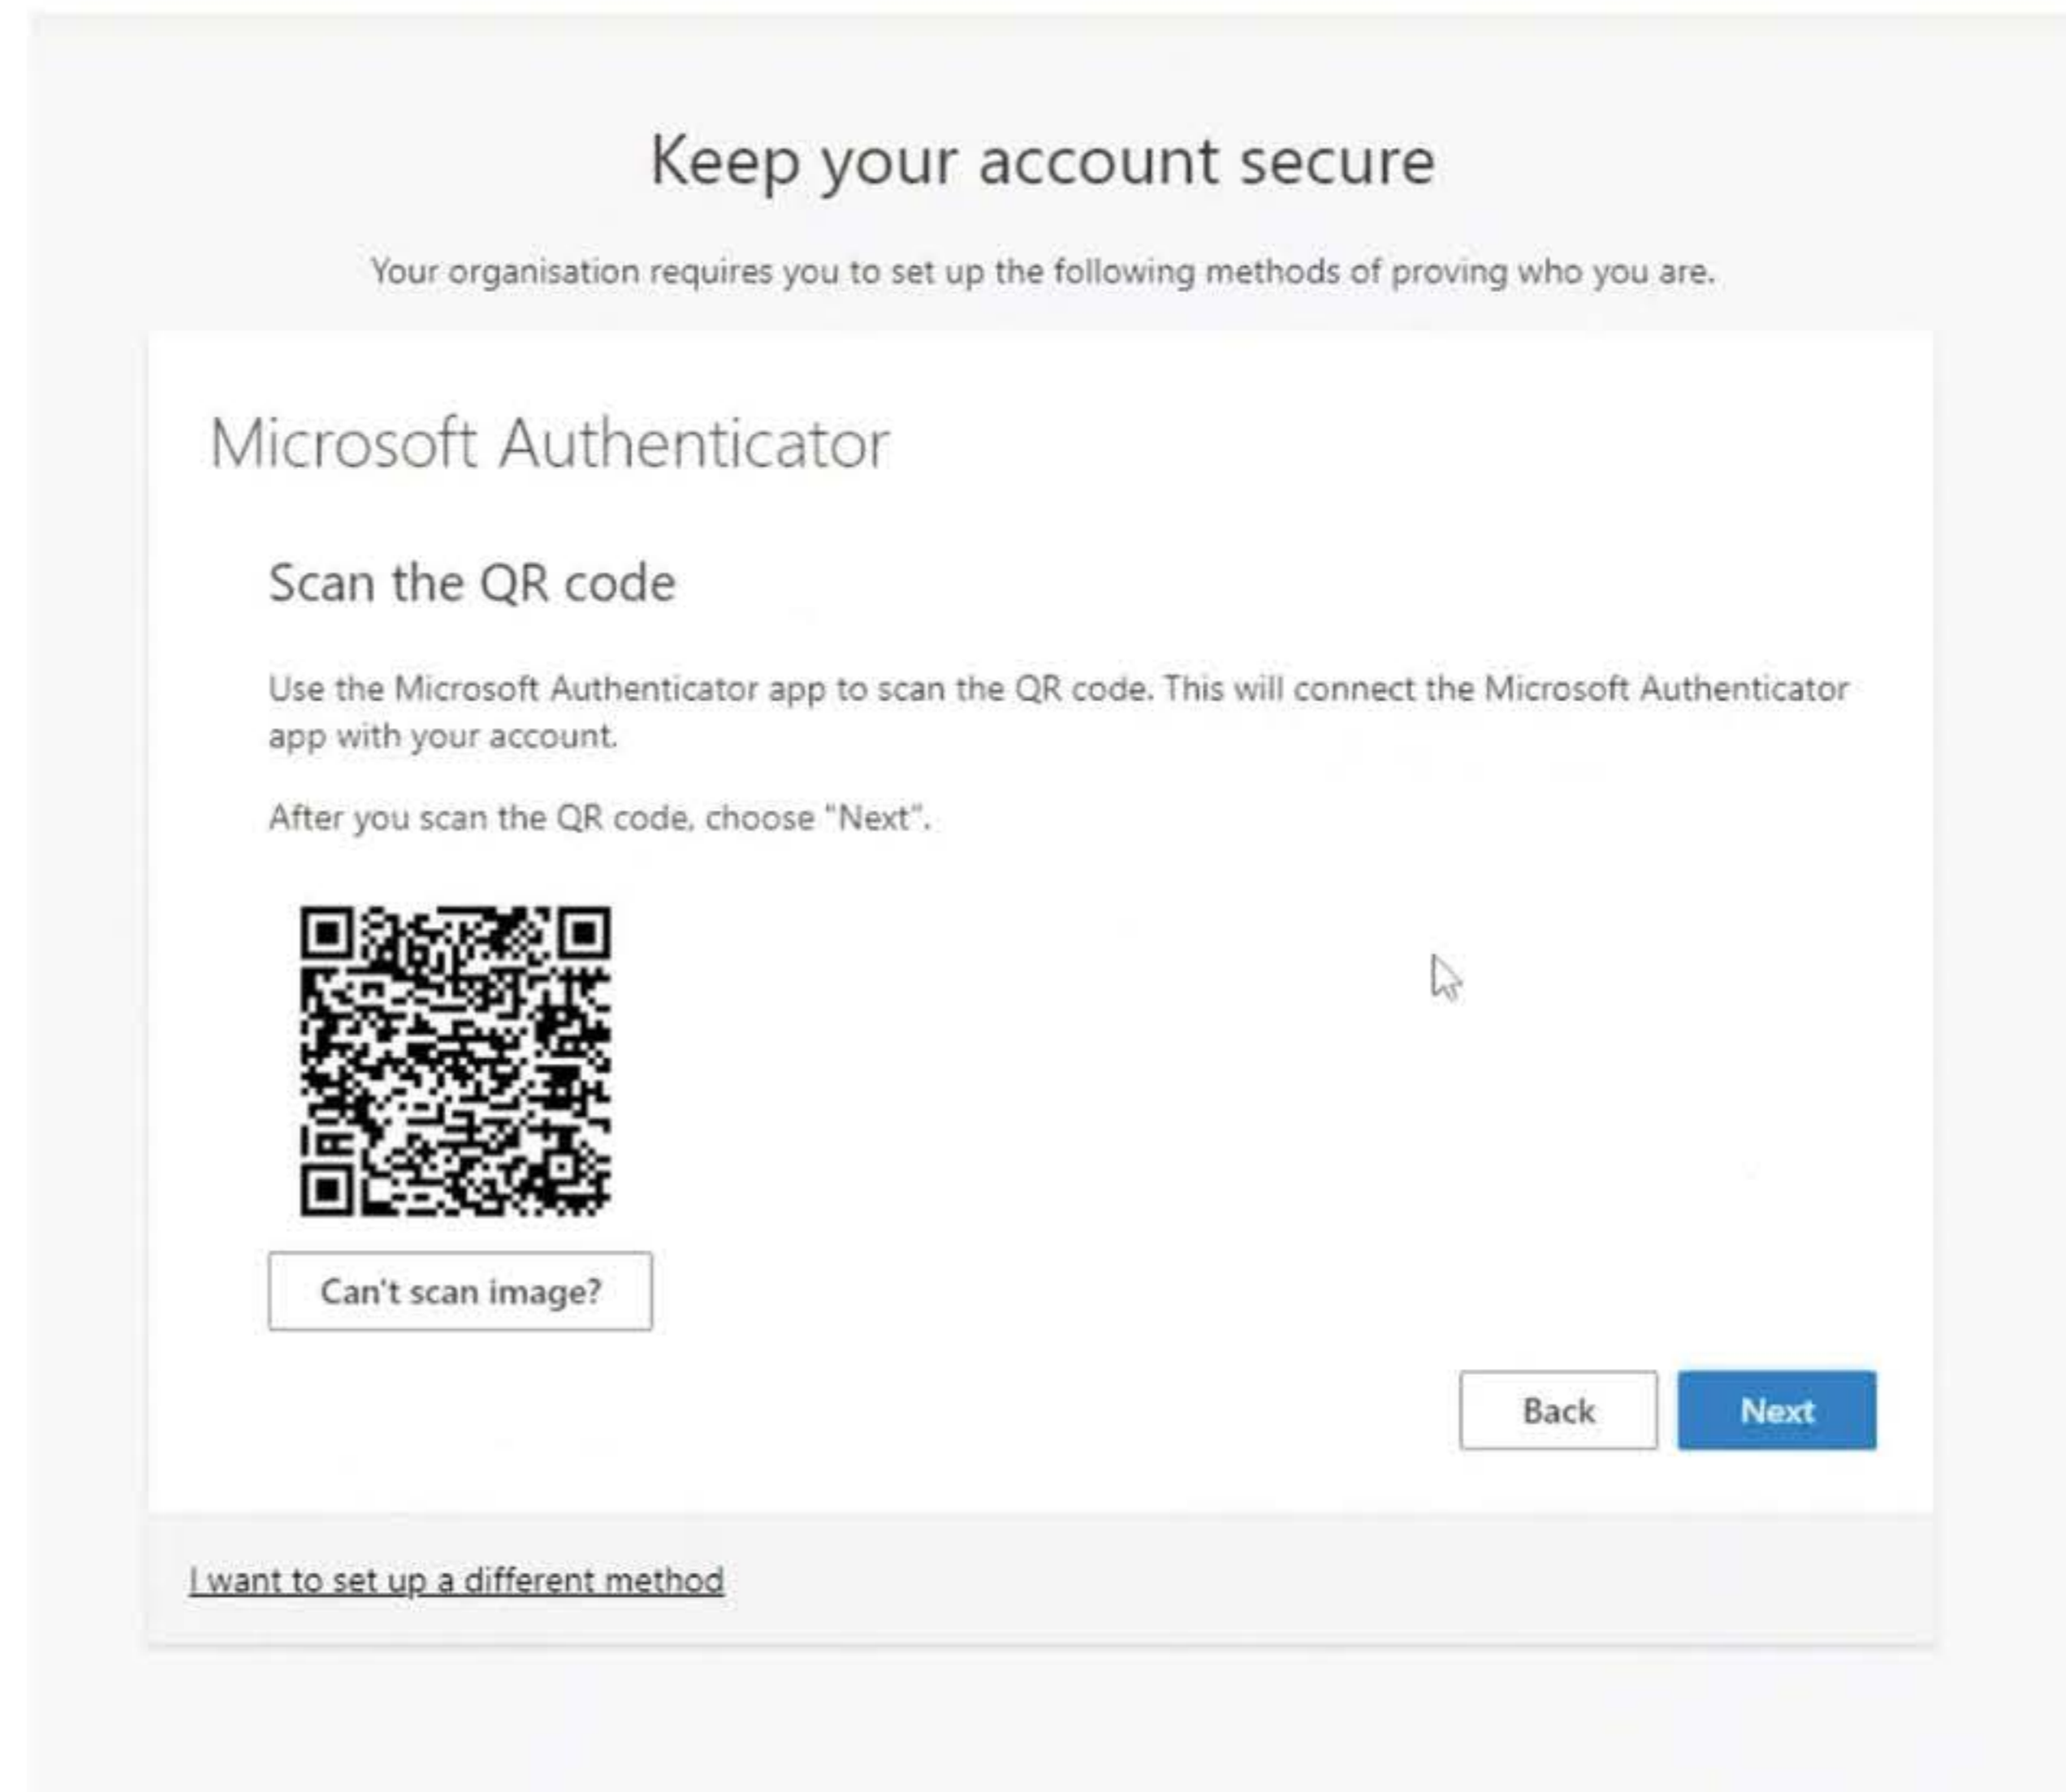 Keep your account secure
Your organisation requires you to set up the following methods of proving who you are.
Microsoft Authenticator
Scan the QR code
Use the Microsoft Authenticator app to scan the QR code. This will connect the Microsoft Authenticator
app with your account.
After you scan the QR code, choose "Next".
Can't scan image?
Back
Next
I want to set up a different method